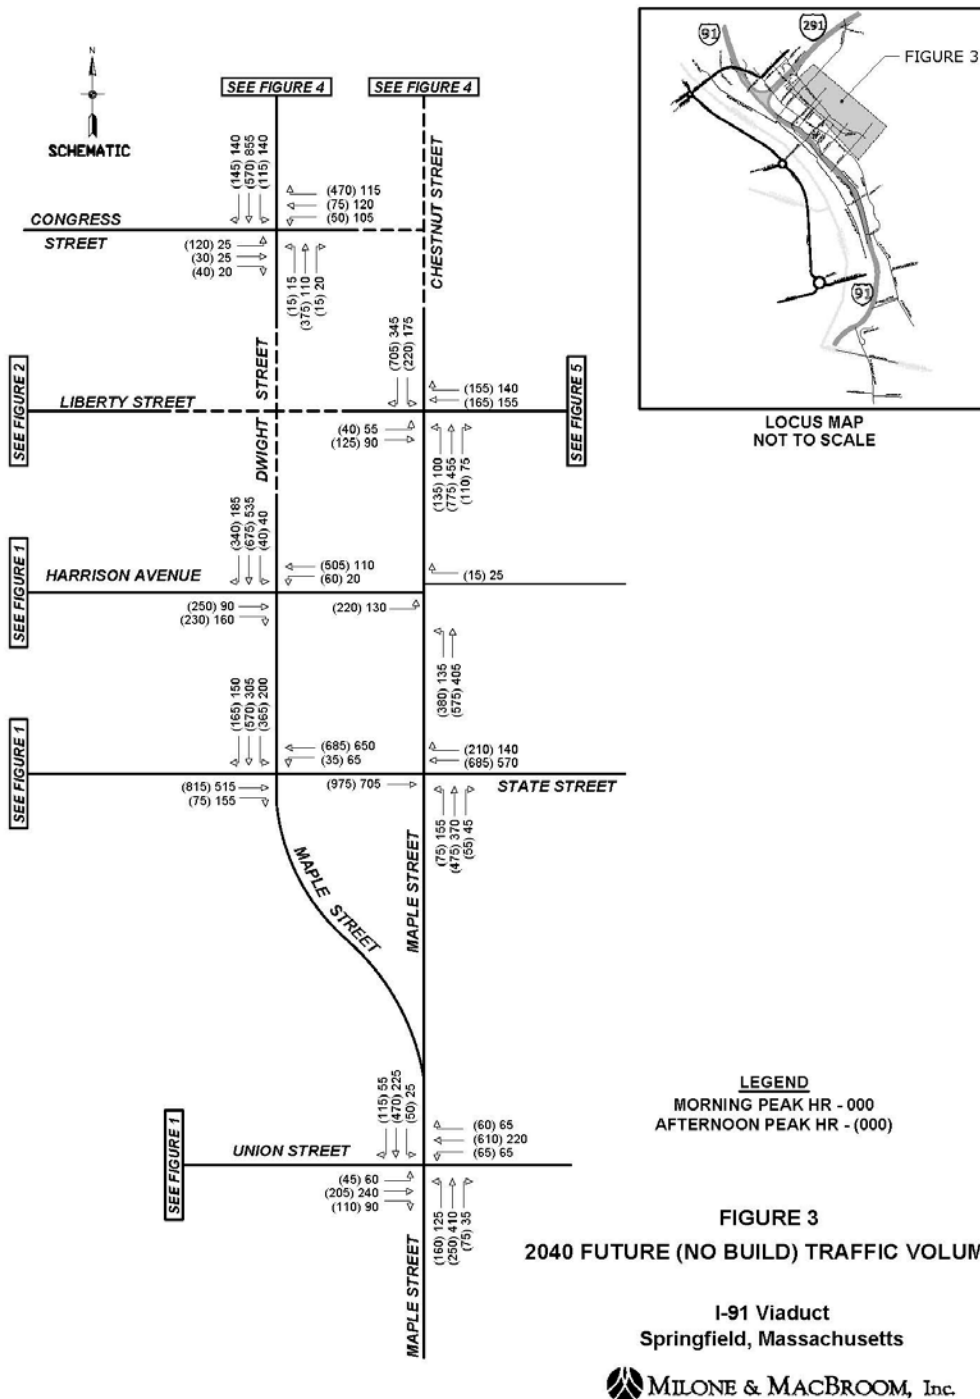 N
SCHEMATIC
SEE FIGURE 4
SEE FIGURE 4
91
291
FIGURE 3
91
LOCUS MAP
NOT TO SCALE
CONGRESS
STREET
(145) 140
(570) 855
(115) 140
(470) 115
(75) 120
(50) 105
(120) 25
(30) 25
(40) 20
(15) 15
(375) 110
(15) 20
CHESTNUT STREET
DWIGHT STREET
SEE FIGURE 2
LIBERTY STREET
(705) 345
(220) 175
(155) 140
(165) 155
SEE FIGURE 5
(40) 55
(125) 90
(135) 100
(775) 455
(110) 75
SEE FIGURE 1
HARRISON AVENUE
(340) 185
(675) 535
(40) 40
(505) 110
(60) 20
(15) 25
(250) 90
(230) 160
(220) 130
(380) 135
(575) 405
SEE FIGURE 1
(165) 150
(570) 305
(365) 200
(685) 650
(35) 65
(210) 140
(685) 570
(815) 515
(75) 155
(975) 705
STATE STREET
(75) 155
(475) 370
(55) 45
MAPLE STREET
MAPLE STREET
SEE FIGURE 1
UNION STREET
(115) 55
(470) 225
(50) 25
(60) 65
(610) 220
(65) 65
(45) 60
(205) 240
(110) 90
(160) 125
(250) 410
(75) 35
MAPLE STREET
LEGEND
MORNING PEAK HR - 000
AFTERNOON PEAK HR - (000)
FIGURE 3
2040 FUTURE (NO BUILD) TRAFFIC VOLUM
I-91 Viaduct
Springfield, Massachusetts
MILONE & MACBROOM, Inc.